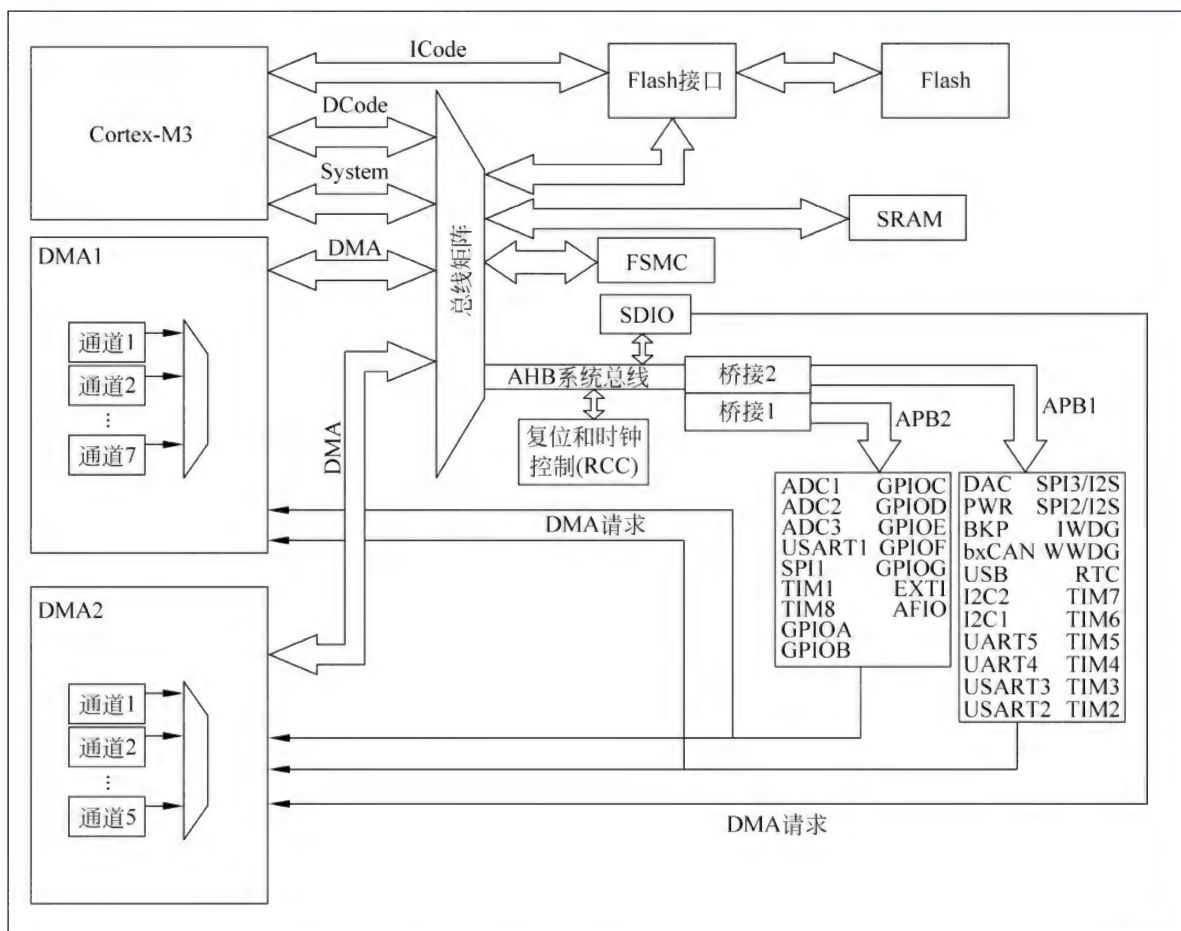 ICode
Flash接口
Flash
DCode
Cortex-M3
System
SRAM
DMA1
DMA
总线矩阵
FSMC
SDIO
通道1
通道2
⋮
通道7
AHB系统总线
桥接2
桥接1
APB2
APB1
复位和时钟
控制(RCC)
DMA
DMA请求
ADC1 GPIOC
ADC2 GPIOD
ADC3 GPIOE
USART1 GPIOF
SPI1 GPIOG
TIM1 EXTI
TIM8 AFIO
GPIOA
GPIOB
DAC SPI3/I2S
PWR SPI2/I2S
BKP IWDG
bxCAN WWDG
USB RTC
I2C2 TIM7
I2C1 TIM6
UART5 TIM5
UART4 TIM4
USART3 TIM3
USART2 TIM2
DMA2
通道1
通道2
⋮
通道5
DMA请求